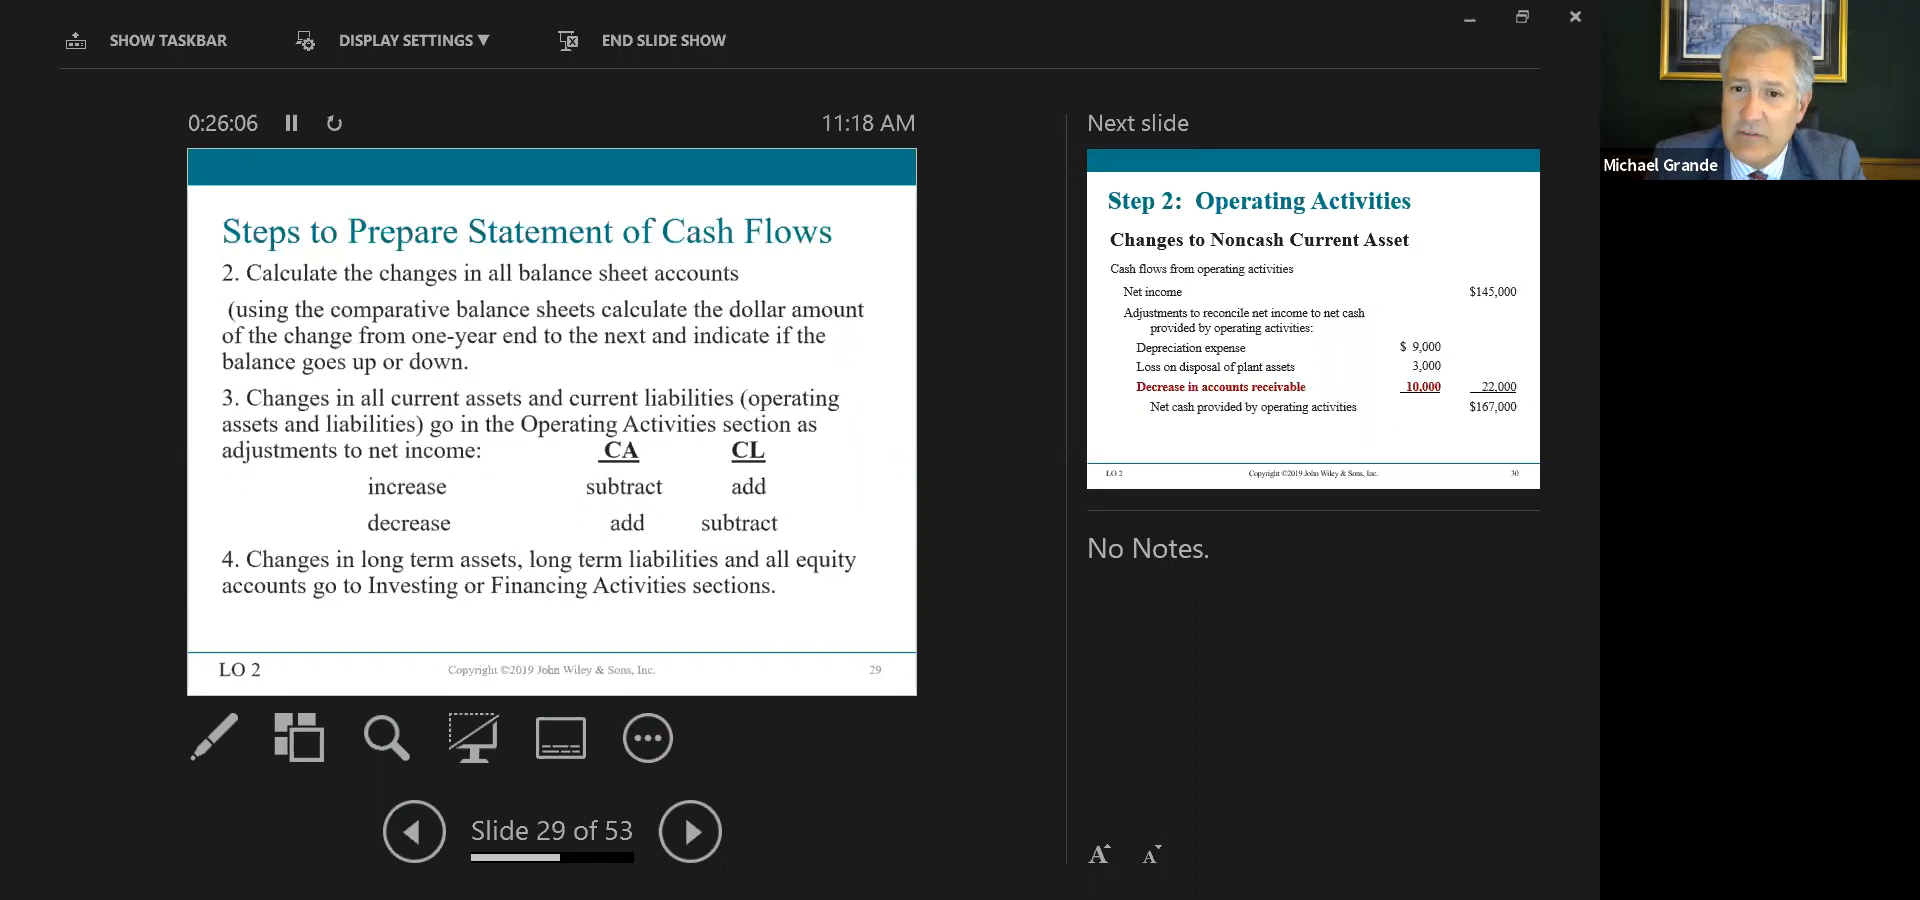 SHOW TASKBAR
DISPLAY SETTINGS ▼
END SLIDE SHOW
0:26:06
11:18 AM
Steps to Prepare Statement of Cash Flows
2. Calculate the changes in all balance sheet accounts
(using the comparative balance sheets calculate the dollar amount
of the change from one-year end to the next and indicate if the
balance goes up or down.
3. Changes in all current assets and current liabilities (operating
assets and liabilities) go in the Operating Activities section as
adjustments to net income: CA CL
increase subtract add
decrease add subtract
4. Changes in long term assets, long term liabilities and all equity
accounts go to Investing or Financing Activities sections.
LO 2
Copyright ©2019 John Wiley & Sons, Inc.
29
Slide 29 of 53
Next slide
Step 2: Operating Activities
Changes to Noncash Current Asset
Cash flows from operating activities
Net income $145,000
Adjustments to reconcile net income to net cash
provided by operating activities:
Depreciation expense $ 9,000
Loss on disposal of plant assets 3,000
Decrease in accounts receivable 10,000 22,000
Net cash provided by operating activities $167,000
LO 2
Copyright ©2019 John Wiley & Sons, Inc.
30
No Notes.
A A
Michael Grande